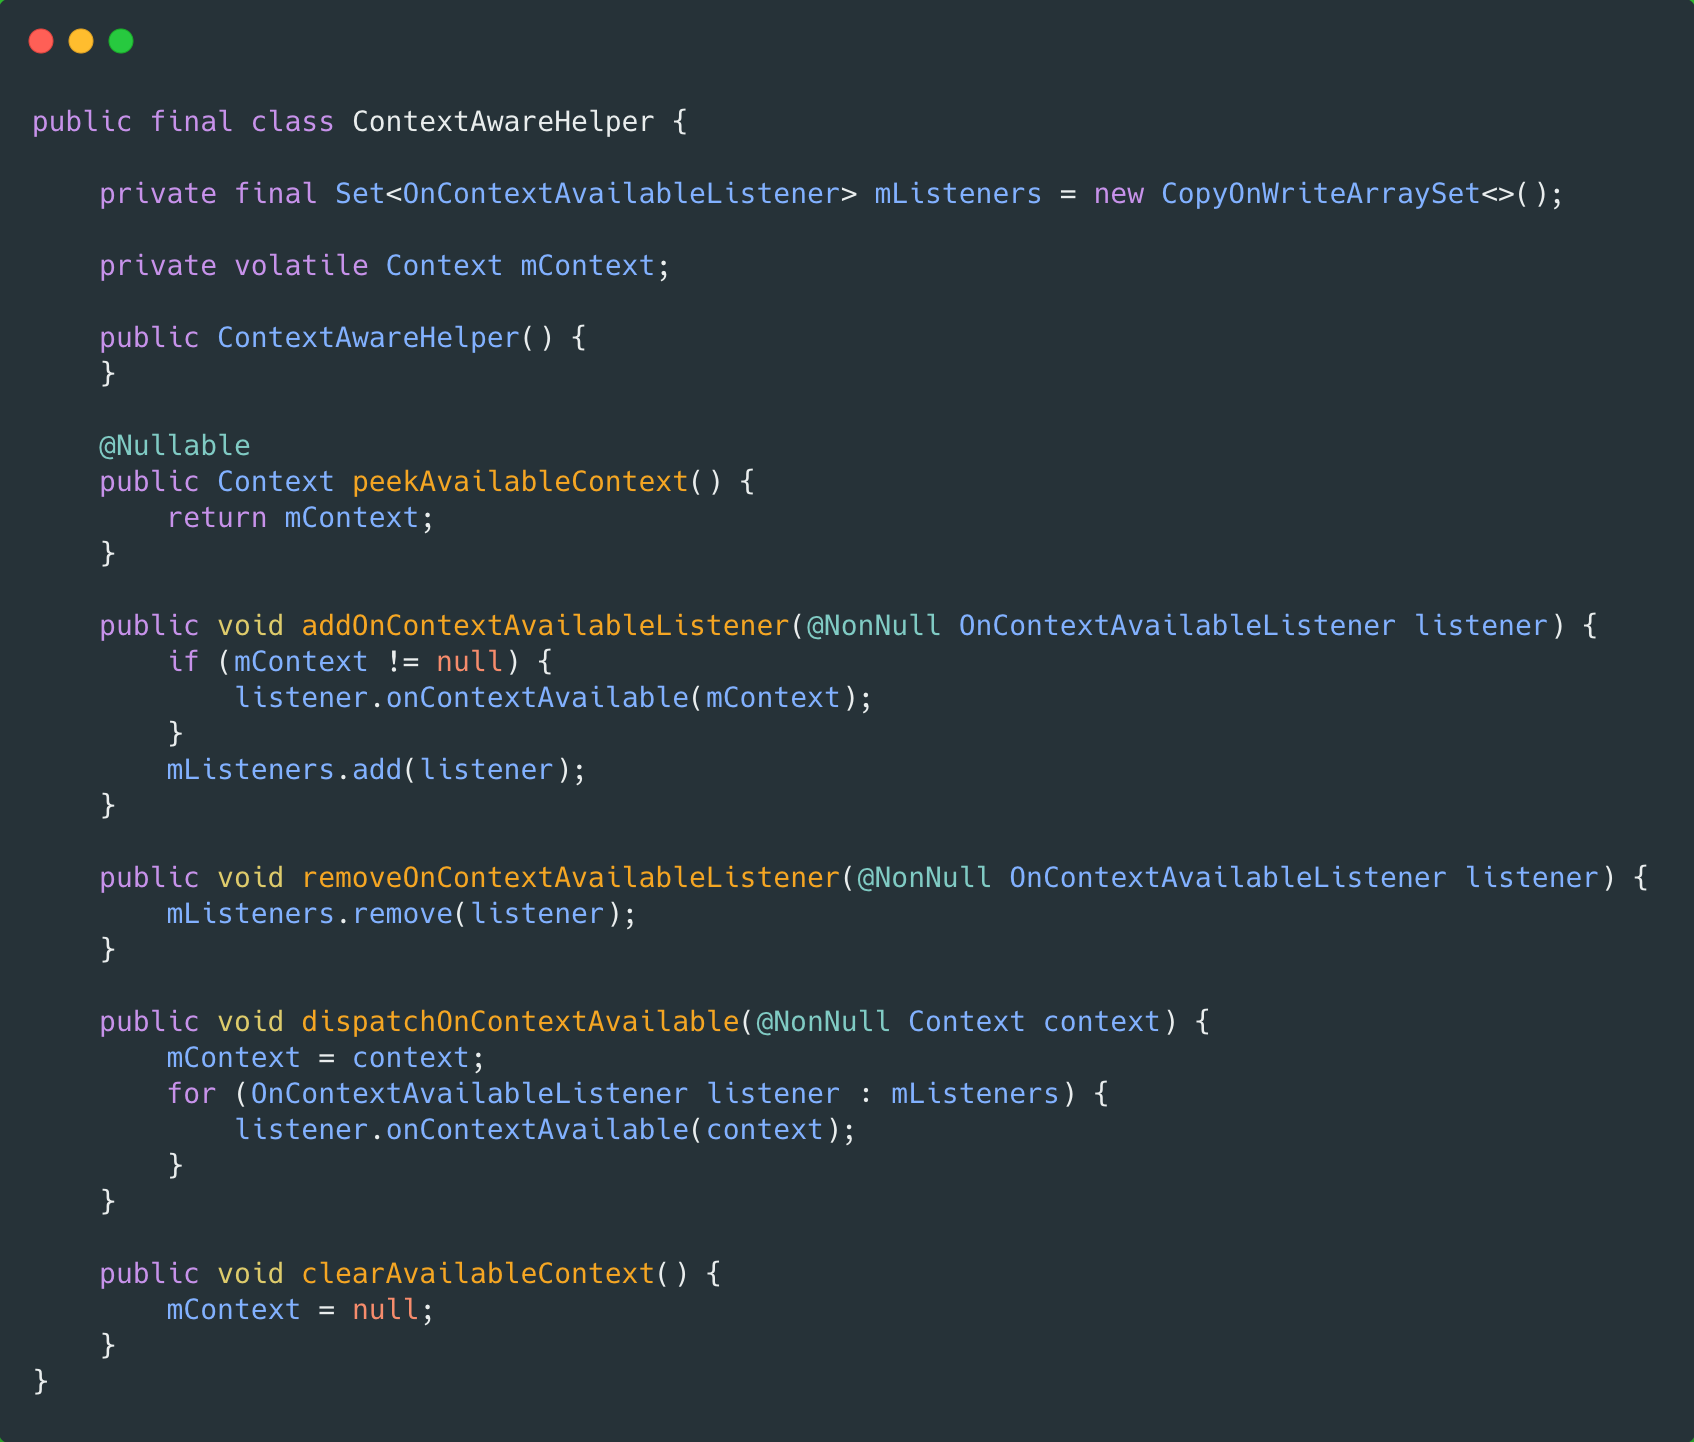 public final class ContextAwareHelper {
    private final Set<OnContextAvailableListener> mListeners = new CopyOnWriteArraySet<>();
    private volatile Context mContext;
    public ContextAwareHelper() {
    }
    @Nullable
    public Context peekAvailableContext() {
        return mContext;
    }
    public void addOnContextAvailableListener(@NonNull OnContextAvailableListener listener) {
        if (mContext != null) {
            listener.onContextAvailable(mContext);
        }
        mListeners.add(listener);
    }
    public void removeOnContextAvailableListener(@NonNull OnContextAvailableListener listener) {
        mListeners.remove(listener);
    }
    public void dispatchOnContextAvailable(@NonNull Context context) {
        mContext = context;
        for (OnContextAvailableListener listener : mListeners) {
            listener.onContextAvailable(context);
        }
    }
    public void clearAvailableContext() {
        mContext = null;
    }
}